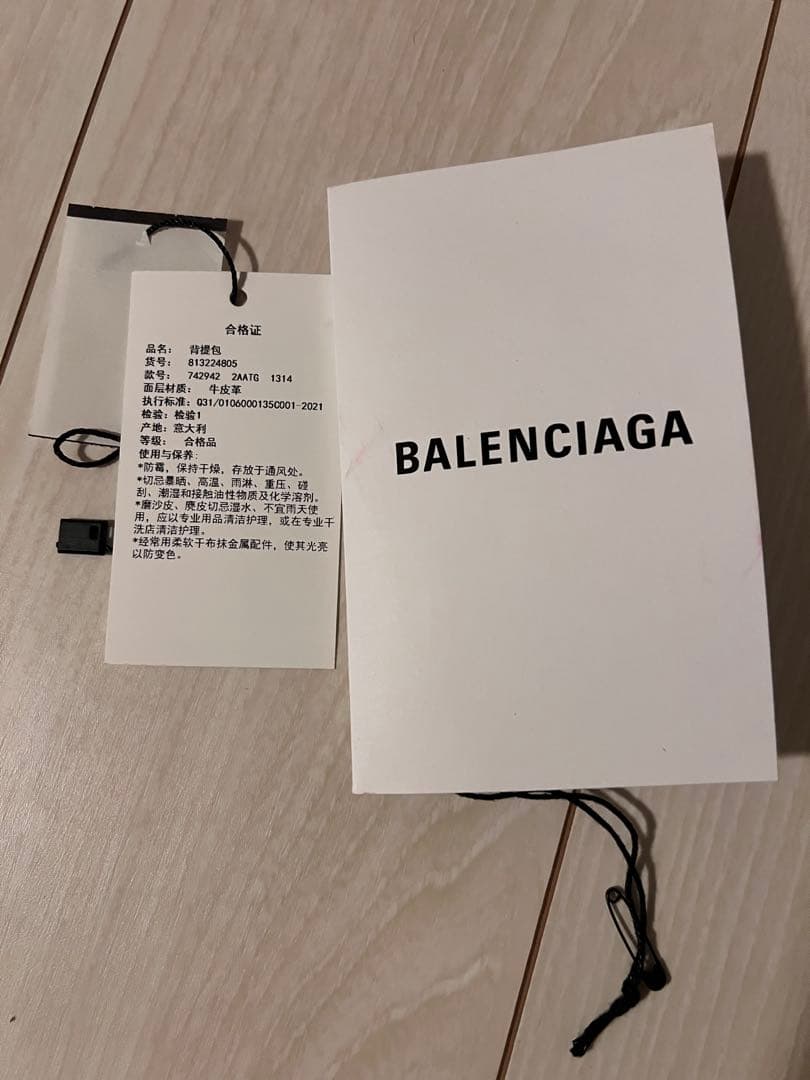 合格证
品名： 背提包
货号： 813224805
款号： 742942 2AATG 1314
面层材质： 牛皮革
执行标准：Q31/0106000135C001-2021
检验：检验1
产地：意大利
等级： 合格品
使用与保养：
*防霉，保持干燥，存放于通风处。
*切忌暴晒、高温、雨淋、重压、碰
刮、潮湿和接触油性物质及化学溶剂。
*磨沙皮、麂皮切忌湿水、不宜雨天使
用，应以专业用品清洁护理，或在专业干
洗店清洁护理。
*经常用柔软干布抹金属配件，使其光亮
以防变色。
BALENCIAGA